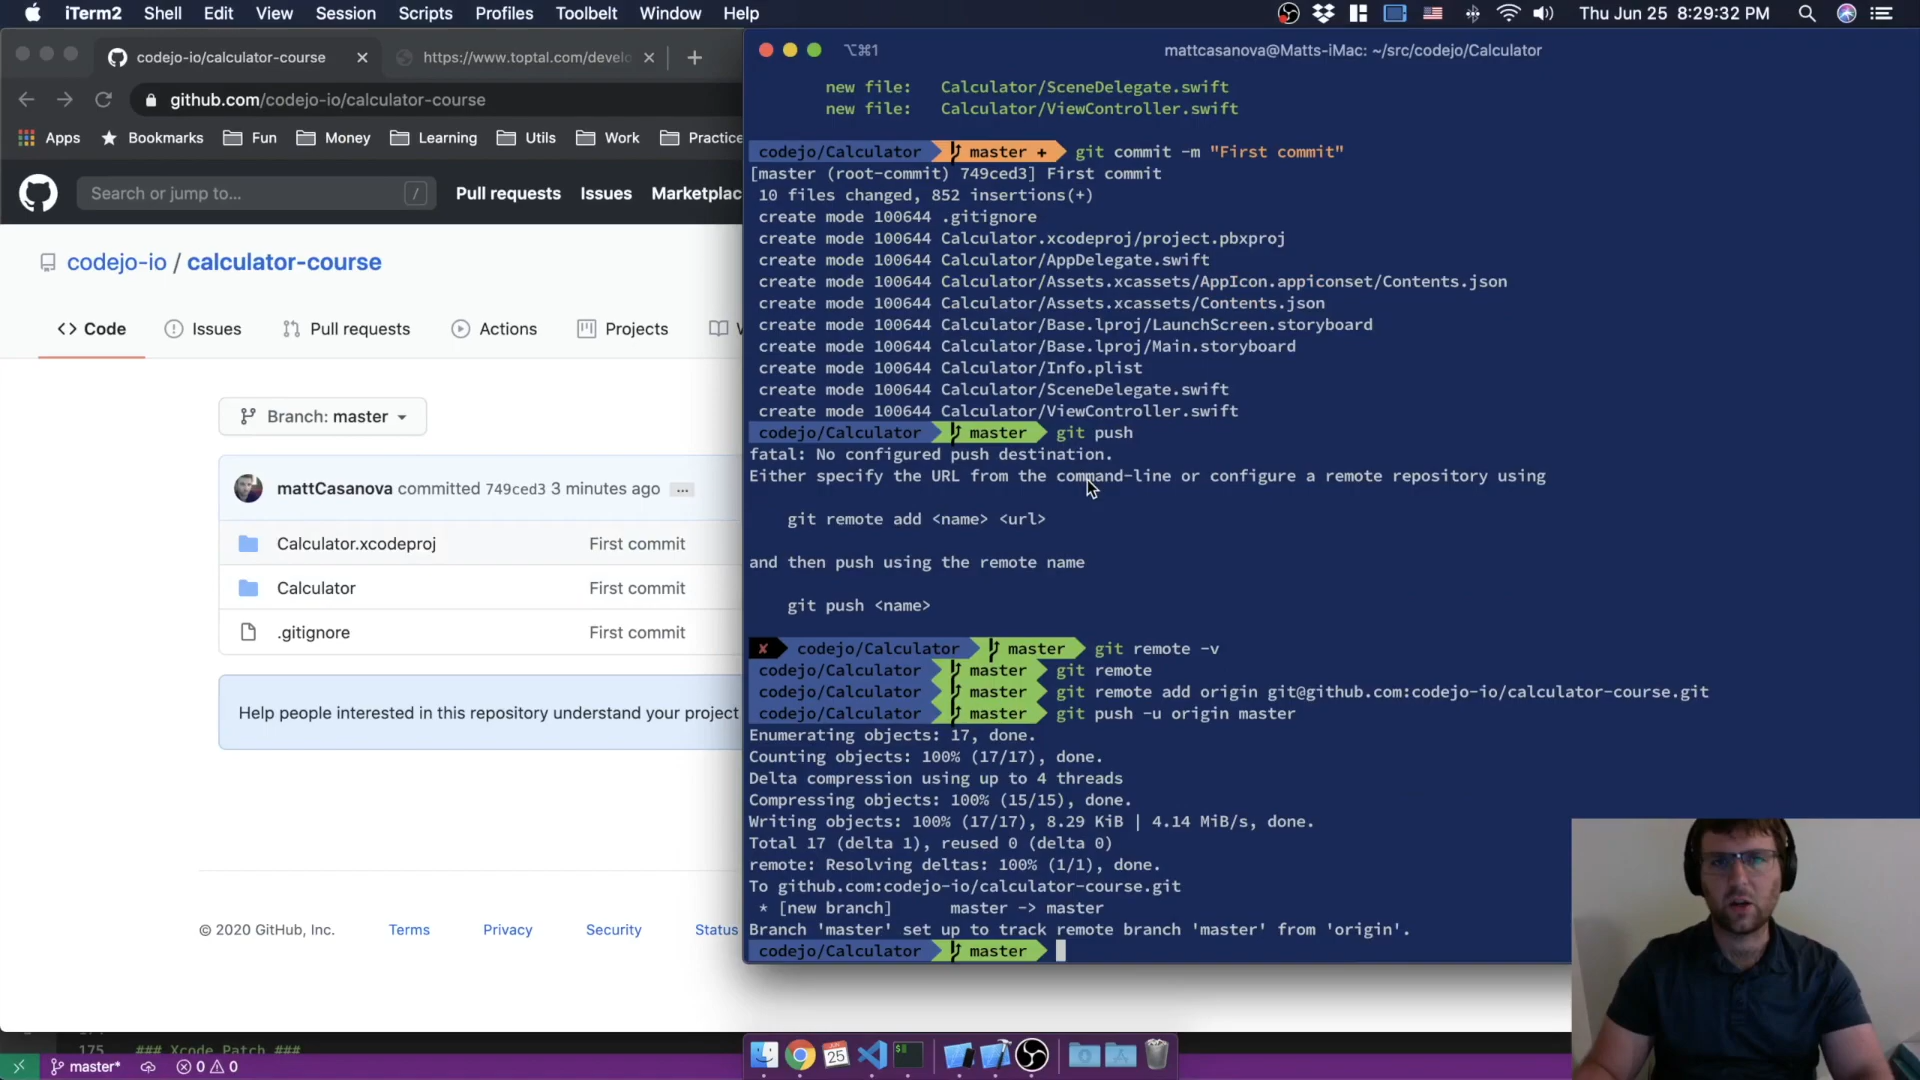 iTerm2 Shell Edit View Session Scripts Profiles Toolbelt Window Help Thu Jun 25 8:29:32 PM
codejo-io/calculator-course
https://www.toptal.com/develo
github.com/codejo-io/calculator-course
Apps Bookmarks Fun Money Learning Utils Work Practice
Search or jump to... / Pull requests Issues Marketplac
codejo-io / calculator-course
<> Code Issues Pull requests Actions Projects W
Branch: master
mattCasanova committed 749ced3 3 minutes ago ...
Calculator.xcodeproj First commit
Calculator First commit
.gitignore First commit
Help people interested in this repository understand your project
© 2020 GitHub, Inc. Terms Privacy Security Status
175 ### Xcode Patch ###
master* 0 0
⌥⌘1 mattcasanova@Matts-iMac: ~/src/codejo/Calculator
new file: Calculator/SceneDelegate.swift
new file: Calculator/ViewController.swift
codejo/Calculator master + git commit -m "First commit"
[master (root-commit) 749ced3] First commit
10 files changed, 852 insertions(+)
create mode 100644 .gitignore
create mode 100644 Calculator.xcodeproj/project.pbxproj
create mode 100644 Calculator/AppDelegate.swift
create mode 100644 Calculator/Assets.xcassets/AppIcon.appiconset/Contents.json
create mode 100644 Calculator/Assets.xcassets/Contents.json
create mode 100644 Calculator/Base.lproj/LaunchScreen.storyboard
create mode 100644 Calculator/Base.lproj/Main.storyboard
create mode 100644 Calculator/Info.plist
create mode 100644 Calculator/SceneDelegate.swift
create mode 100644 Calculator/ViewController.swift
codejo/Calculator master git push
fatal: No configured push destination.
Either specify the URL from the command-line or configure a remote repository using
git remote add <name> <url>
and then push using the remote name
git push <name>
✘ codejo/Calculator master git remote -v
codejo/Calculator master git remote
codejo/Calculator master git remote add origin git@github.com:codejo-io/calculator-course.git
codejo/Calculator master git push -u origin master
Enumerating objects: 17, done.
Counting objects: 100% (17/17), done.
Delta compression using up to 4 threads
Compressing objects: 100% (15/15), done.
Writing objects: 100% (17/17), 8.29 KiB | 4.14 MiB/s, done.
Total 17 (delta 1), reused 0 (delta 0)
remote: Resolving deltas: 100% (1/1), done.
To github.com:codejo-io/calculator-course.git
* [new branch] master -> master
Branch 'master' set up to track remote branch 'master' from 'origin'.
codejo/Calculator master
25